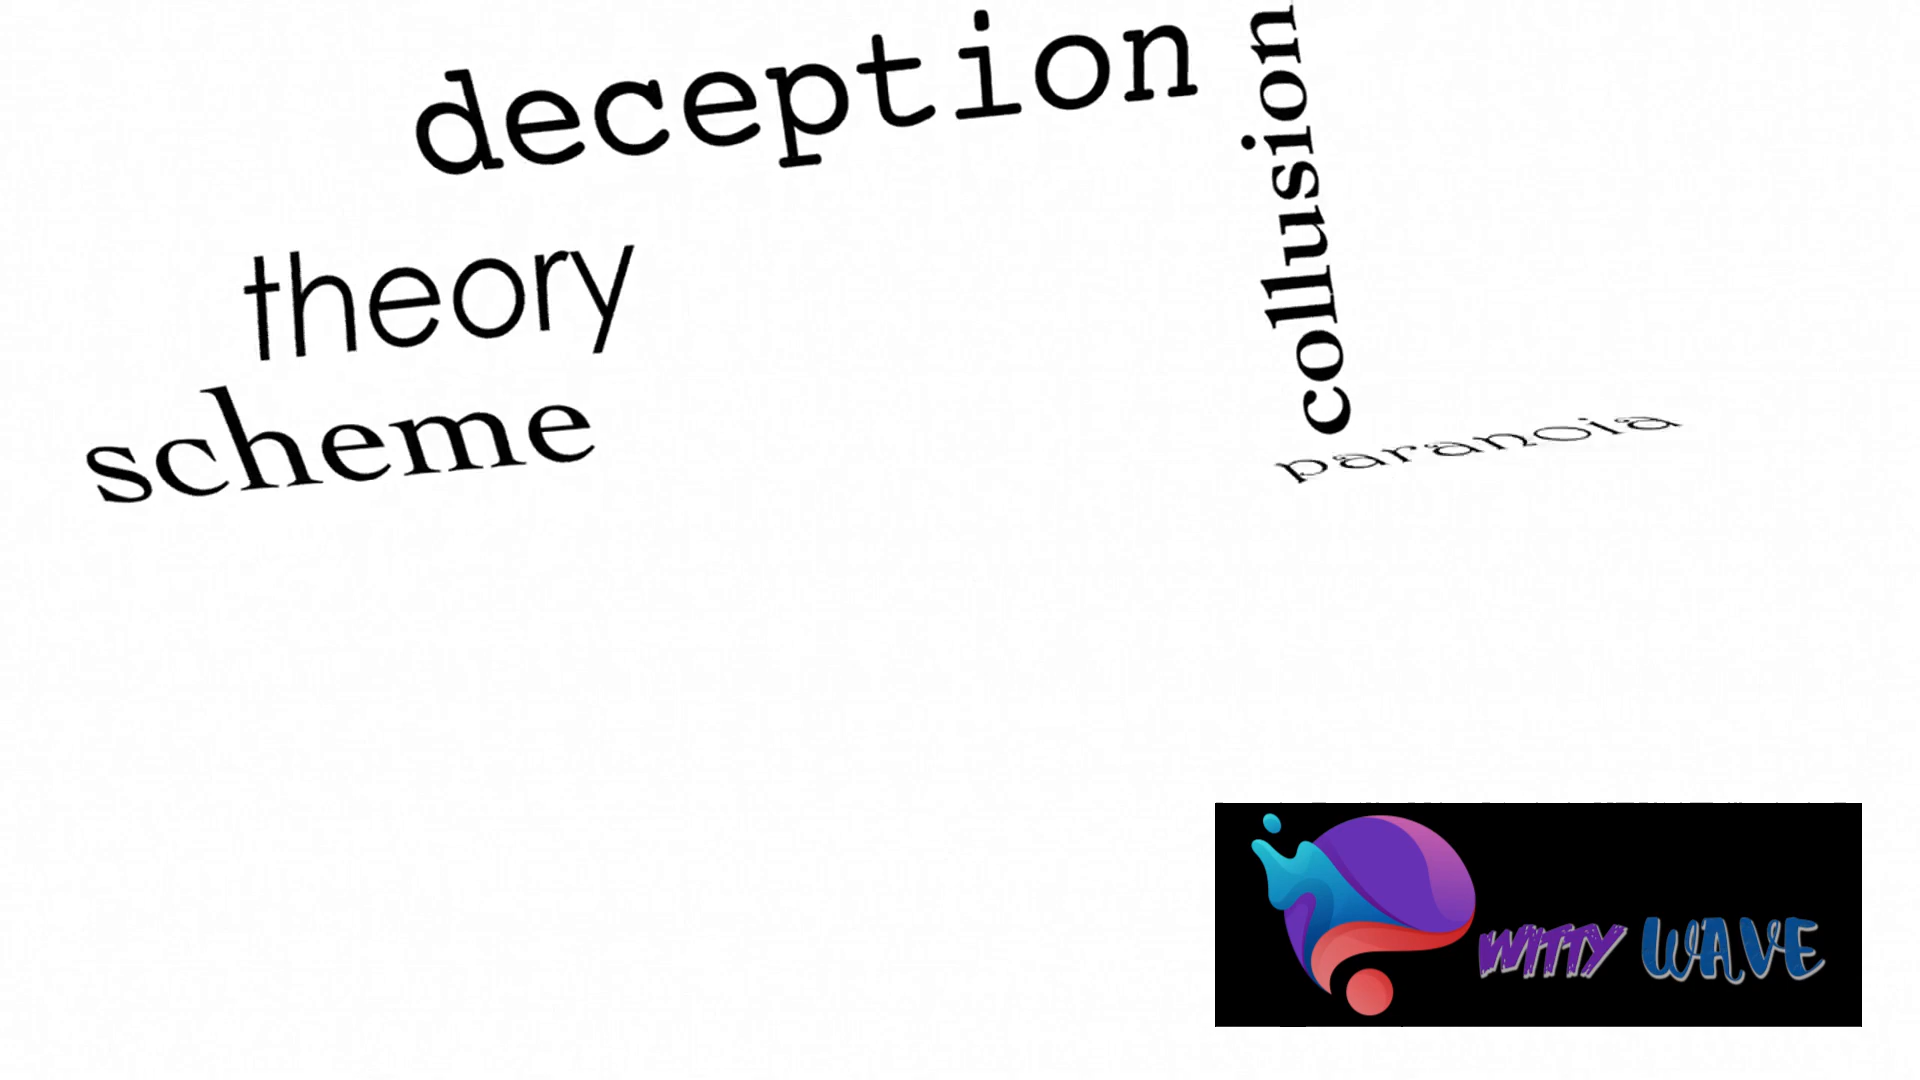 deception
collusion
theory
scheme
paranoia
WITTY WAVE